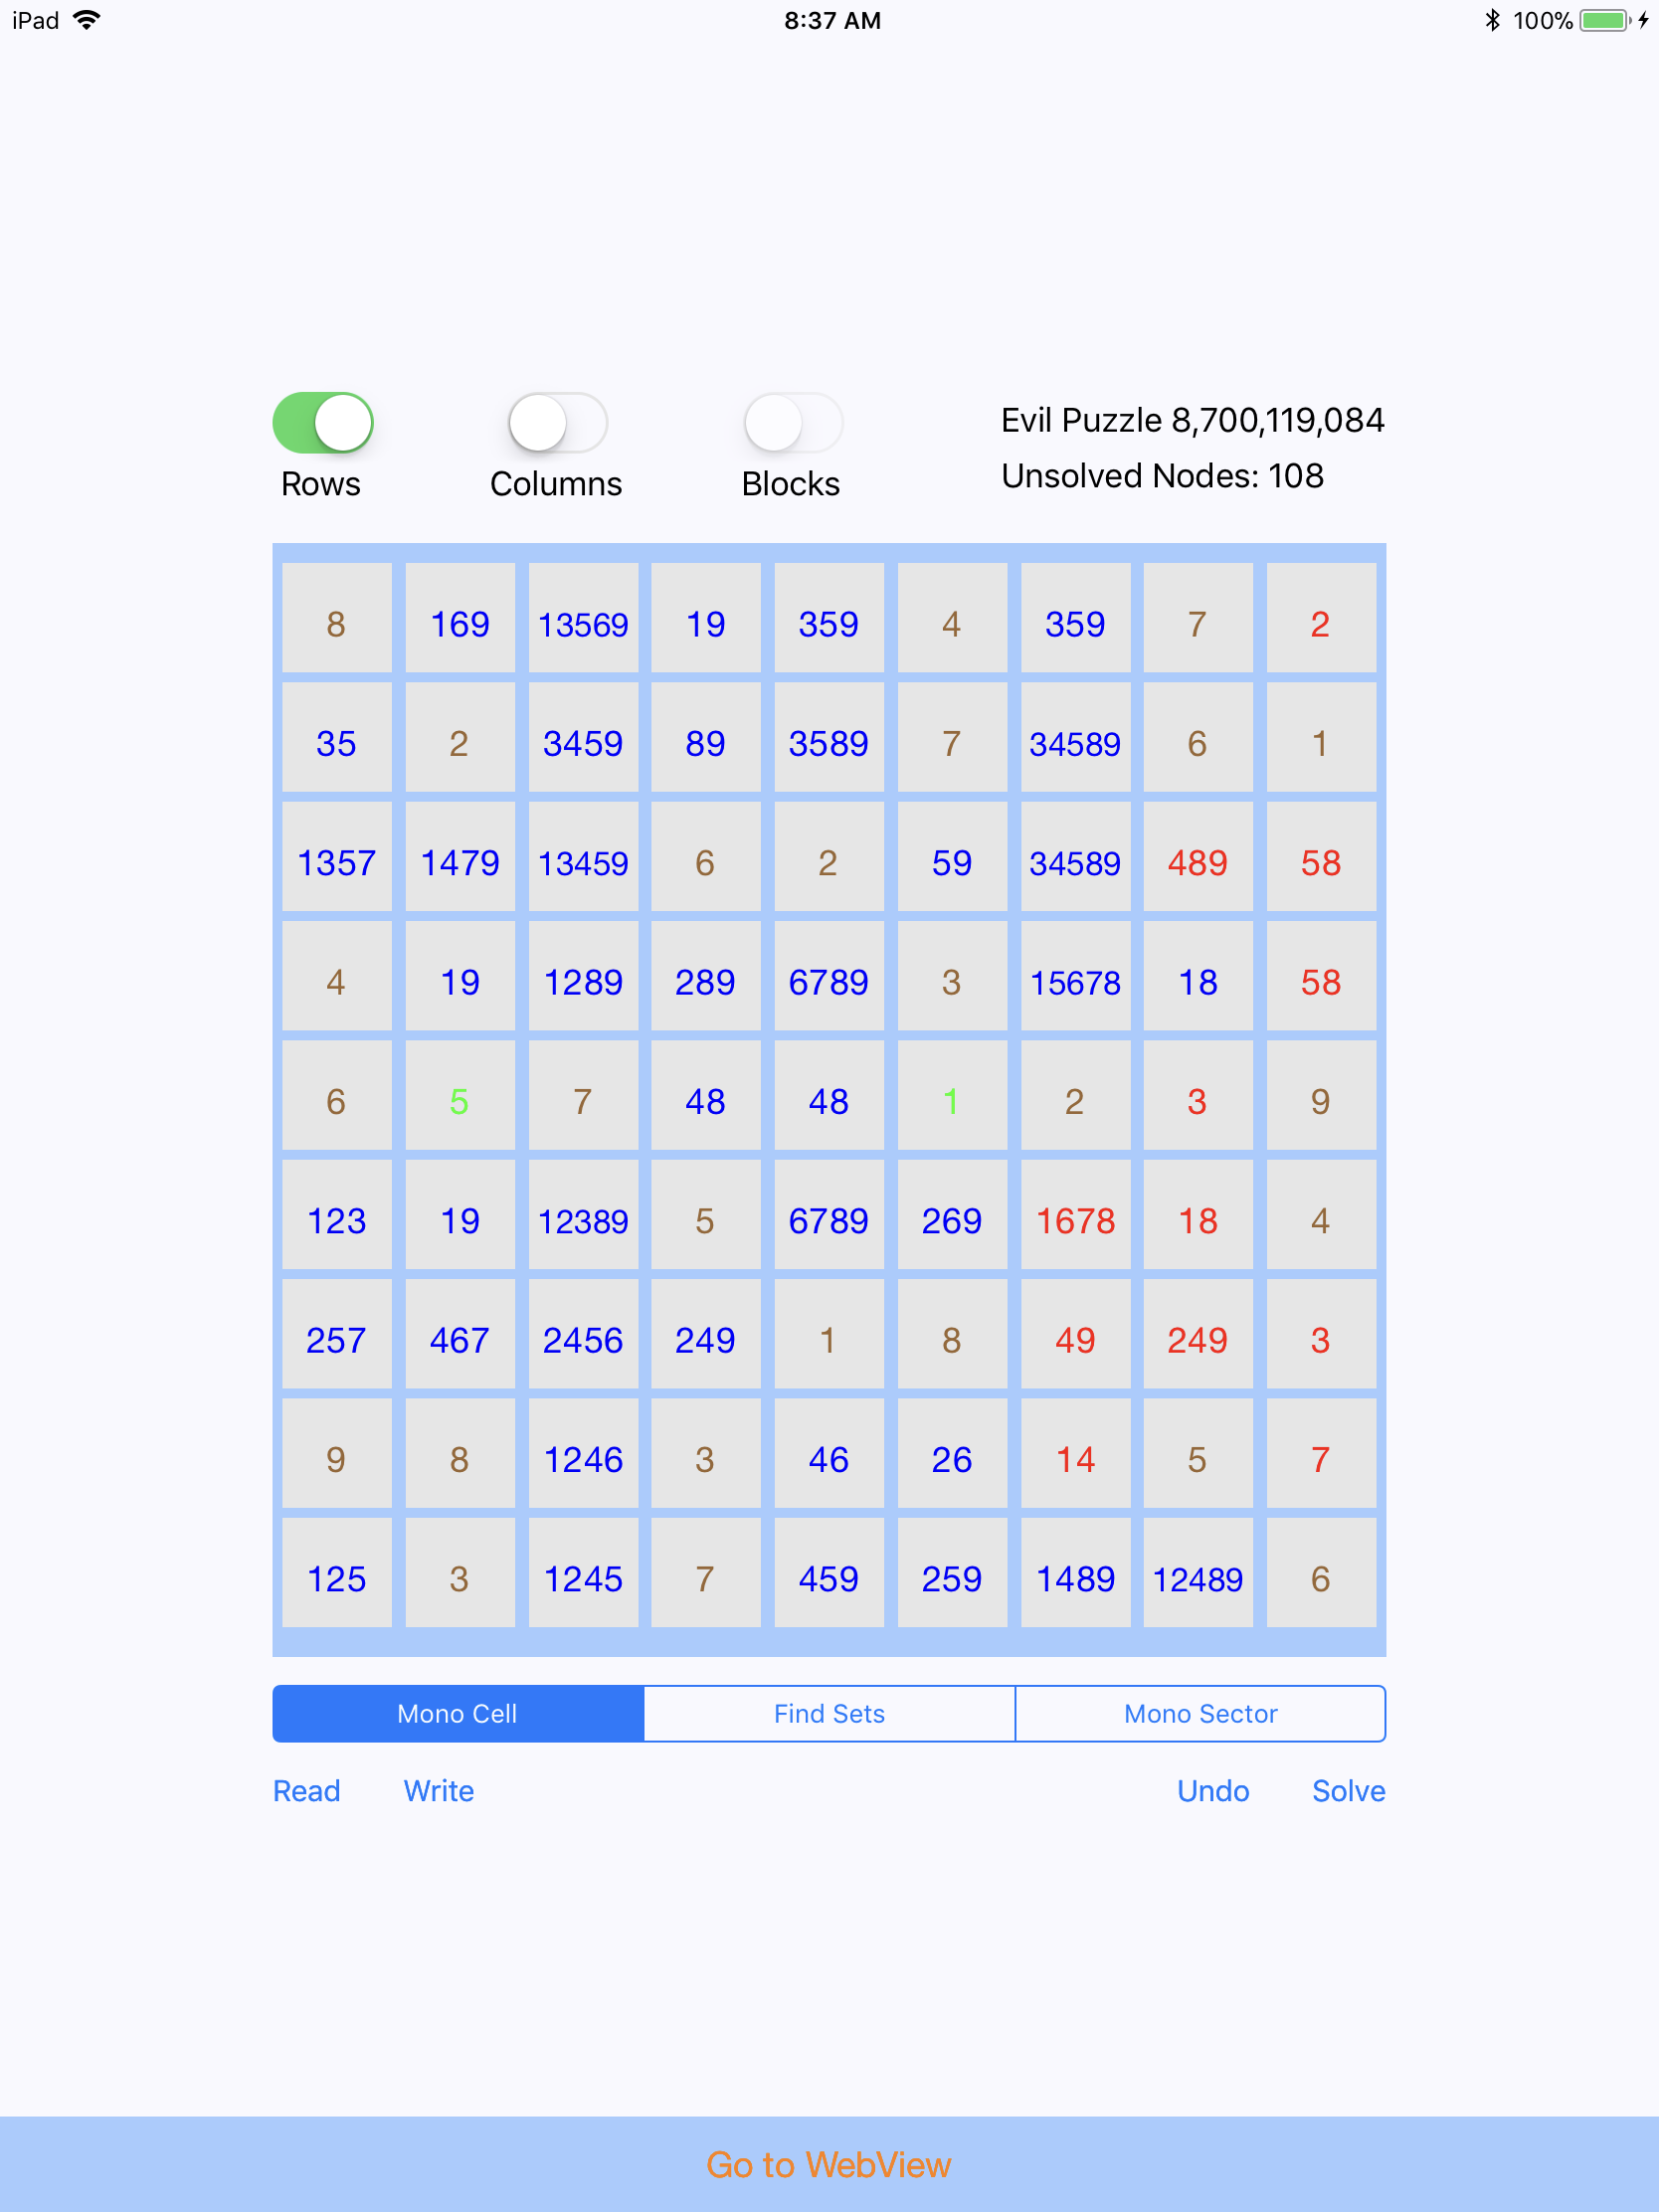 iPad 8:37 AM 100%
Evil Puzzle 8,700,119,084
Rows Columns Blocks Unsolved Nodes: 108
8 169 13569 19 359 4 359 7 2
35 2 3459 89 3589 7 34589 6 1
1357 1479 13459 6 2 59 34589 489 58
4 19 1289 289 6789 3 15678 18 58
6 5 7 48 48 1 2 3 9
123 19 12389 5 6789 269 1678 18 4
257 467 2456 249 1 8 49 249 3
9 8 1246 3 46 26 14 5 7
125 3 1245 7 459 259 1489 12489 6
Mono Cell Find Sets Mono Sector
Read Write Undo Solve
Go to WebView